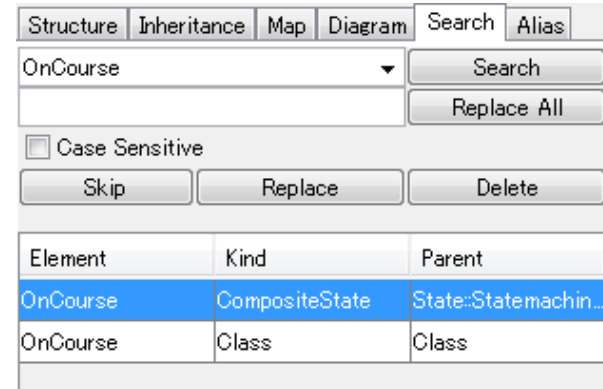 Structure Inheritance Map Diagram Search Alias
OnCourse Search
Replace All
Case Sensitive
Skip Replace Delete
Element Kind Parent
OnCourse CompositeState State::Statemachin...
OnCourse Class Class